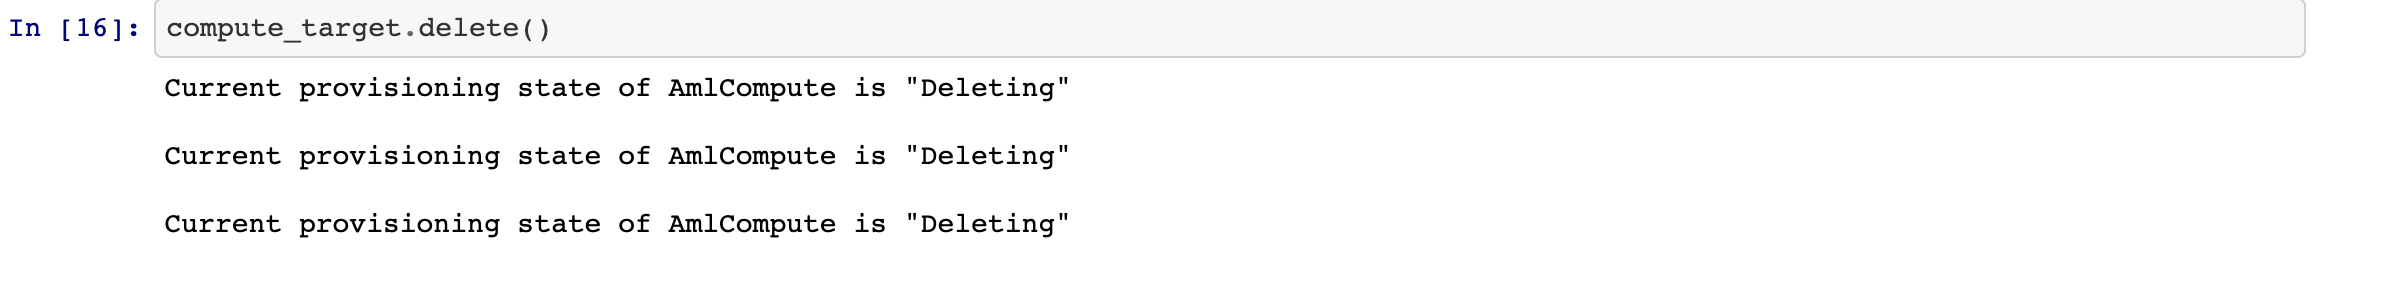 In [16]: compute_target.delete()
Current provisioning state of AmlCompute is "Deleting"
Current provisioning state of AmlCompute is "Deleting"
Current provisioning state of AmlCompute is "Deleting"